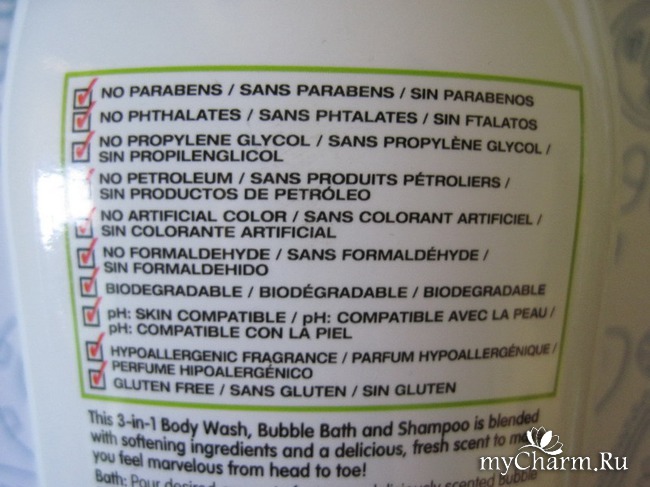 NO PARABENS / SANS PARABENS / SIN PARABENOS
NO PHTHALATES / SANS PHTALATES / SIN FTALATOS
NO PROPYLENE GLYCOL / SANS PROPYLÈNE GLYCOL /
SIN PROPILENGLICOL
NO PETROLEUM / SANS PRODUITS PÉTROLIERS /
SIN PRODUCTOS DE PETRÓLEO
NO ARTIFICIAL COLOR / SANS COLORANT ARTIFICIEL /
SIN COLORANTE ARTIFICIAL
NO FORMALDEHYDE / SANS FORMALDÉHYDE /
SIN FORMALDEHIDO
BIODEGRADABLE / BIODÉGRADABLE / BIODEGRADABLE
pH: SKIN COMPATIBLE / pH: COMPATIBLE AVEC LA PEAU /
pH: COMPATIBLE CON LA PIEL
HYPOALLERGENIC FRAGRANCE / PARFUM HYPOALLERGÉNIQUE /
PERFUME HIPOALERGÉNICO
GLUTEN FREE / SANS GLUTEN / SIN GLUTEN
This 3-in-1 Body Wash, Bubble Bath and Shampoo is blended
with softening ingredients and a delicious, fresh scent to
you feel marvelous from head to toe!
Bath: Pour desired scented Bubble
myCharm.Ru